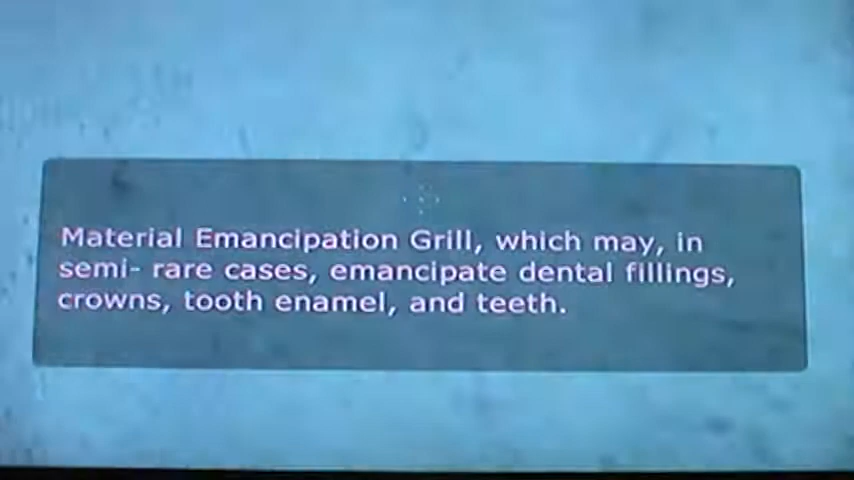 Material Emancipation Grill, which may, in
semi- rare cases, emancipate dental fillings,
crowns, tooth enamel, and teeth.